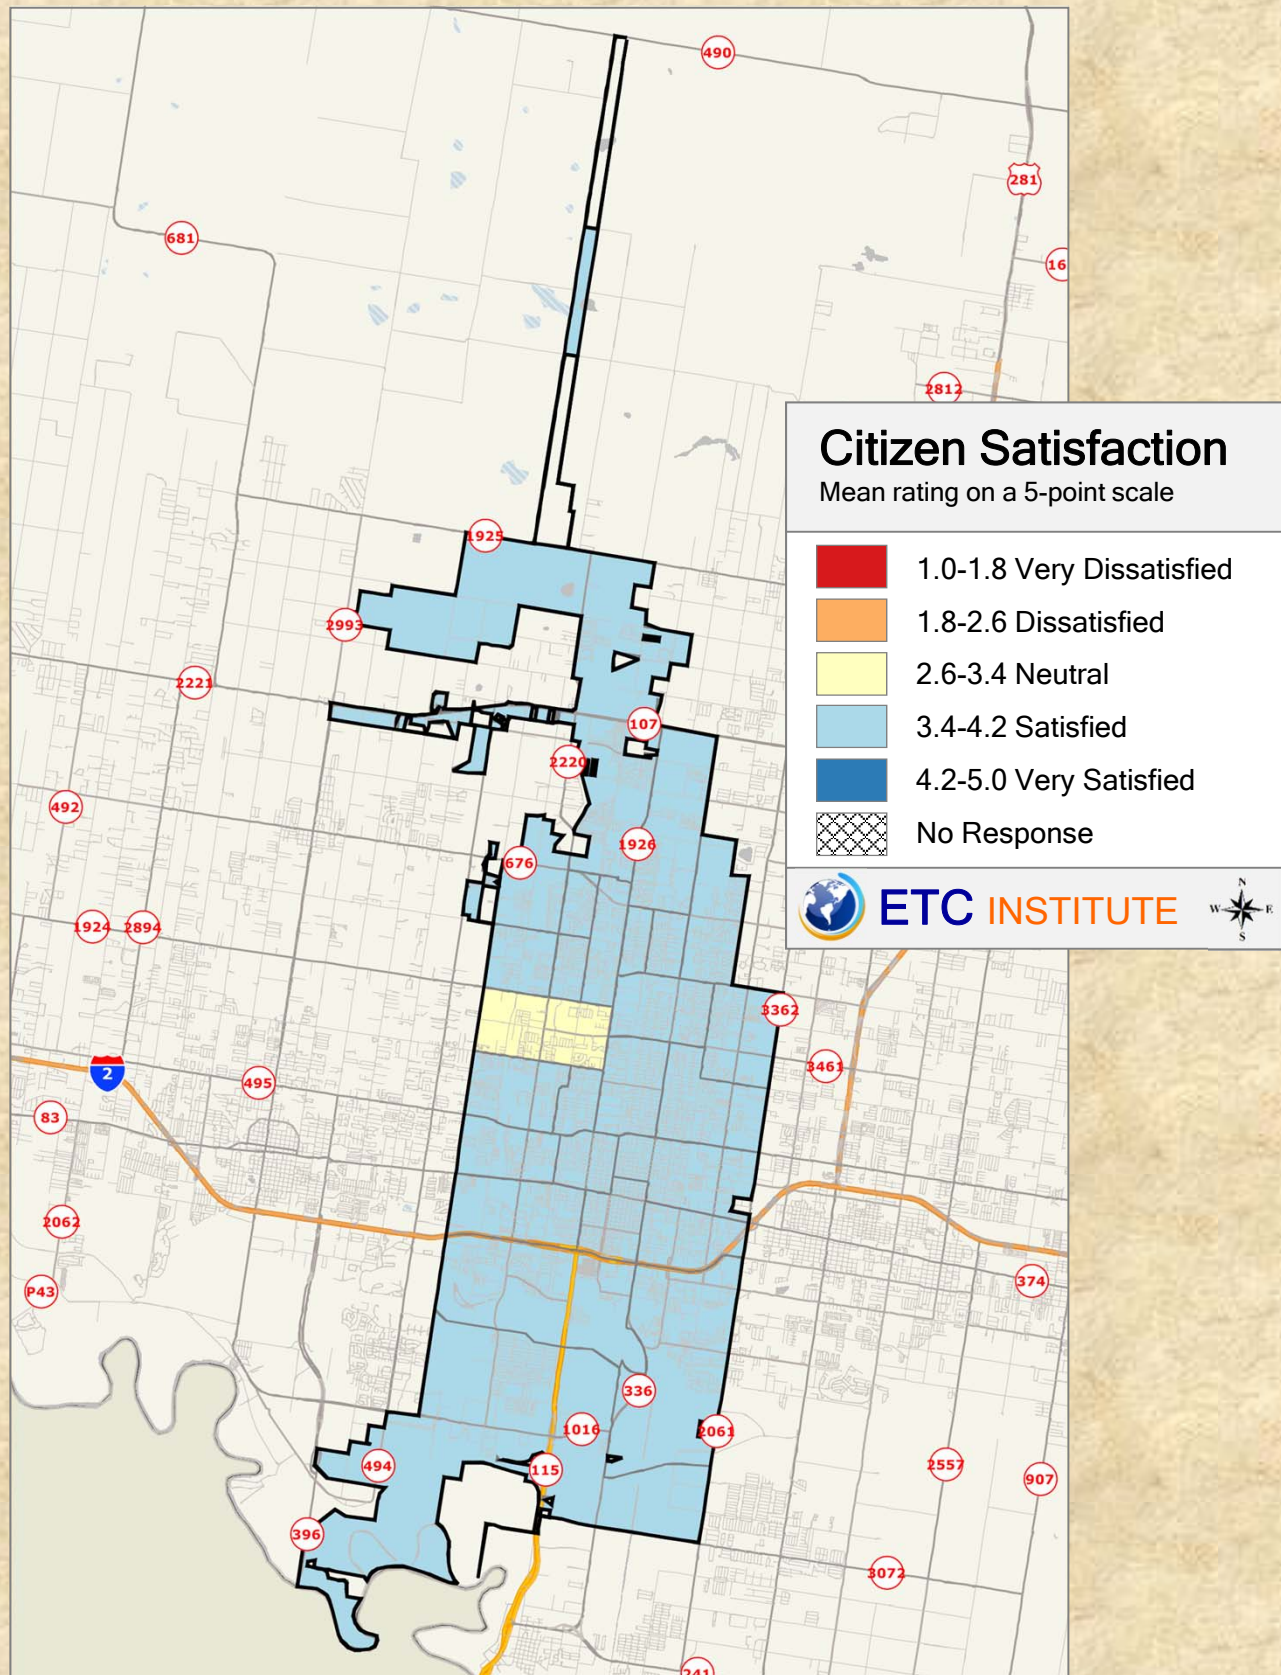 490
281
681
16
2812
Citizen Satisfaction
Mean rating on a 5-point scale
1.0-1.8 Very Dissatisfied
1.8-2.6 Dissatisfied
2.6-3.4 Neutral
3.4-4.2 Satisfied
4.2-5.0 Very Satisfied
No Response
ETC INSTITUTE
N
W
E
S
1925
2993
2221
107
2220
492
1926
676
1924
2894
3362
3461
2
495
83
2062
P43
374
336
1016
2061
494
115
2557
907
396
3072
241